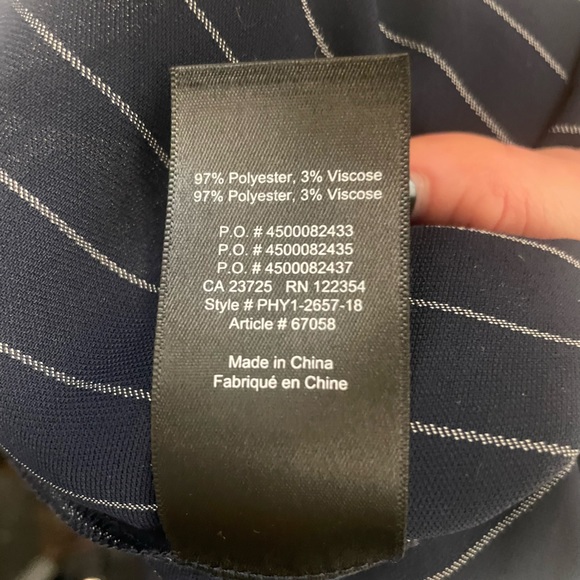 97% Polyester, 3% Viscose
97% Polyester, 3% Viscose
P.O. # 4500082433
P.O. # 4500082435
P.O. # 4500082437
CA 23725 RN 122354
Style # PHY1-2657-18
Article # 67058
Made in China
Fabriqué en Chine